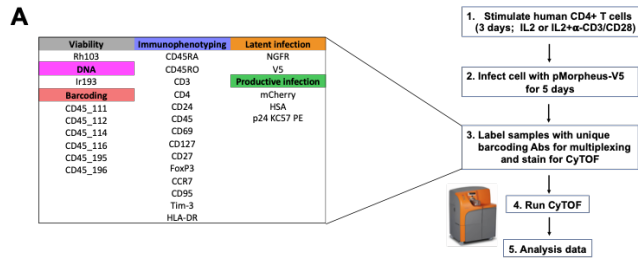 A
Viability
Rh103
DNA
Ir193
Barcoding
CD45_111
CD45_112
CD45_114
CD45_116
CD45_195
CD45_196
Immunophenotyping
CD45RA
CD45RO
CD3
CD4
CD24
CD45
CD69
CD127
CD27
FoxP3
CCR7
CD95
Tim-3
HLA-DR
Latent infection
NGFR
V5
Productive infection
mCherry
HSA
p24 KC57 PE
1. Stimulate human CD4+ T cells
(3 days; IL2 or IL2+α-CD3/CD28)
2. Infect cell with pMorpheus-V5
for 5 days
3. Label samples with unique
barcoding Abs for multiplexing
and stain for CyTOF
4. Run CyTOF
5. Analysis data